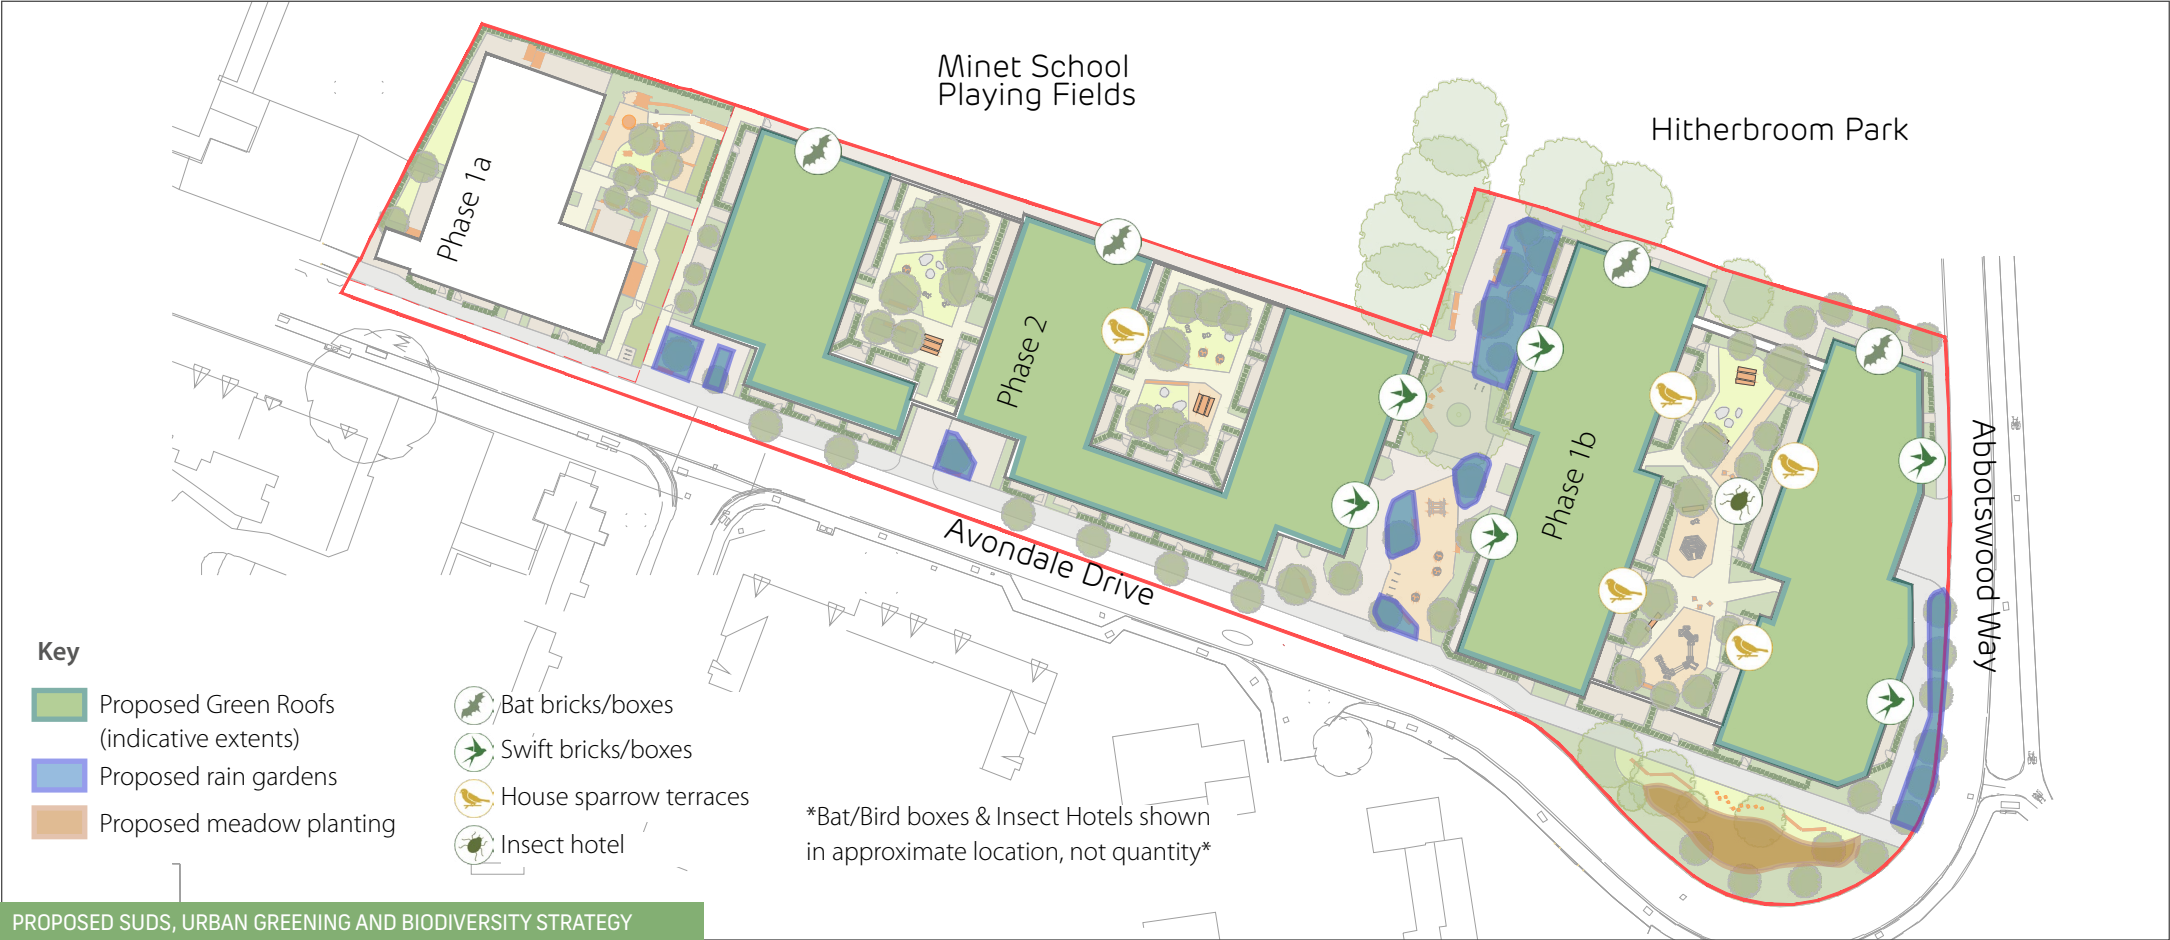 Minet School
Playing Fields
Hitherbroom Park
Phase 1a
Phase 2
Phase 1b
Avondale Drive
Abbotswood Way
Key
Proposed Green Roofs
(indicative extents)
Proposed rain gardens
Proposed meadow planting
Bat bricks/boxes
Swift bricks/boxes
House sparrow terraces
Insect hotel
*Bat/Bird boxes & Insect Hotels shown
in approximate location, not quantity*
PROPOSED SUDS, URBAN GREENING AND BIODIVERSITY STRATEGY